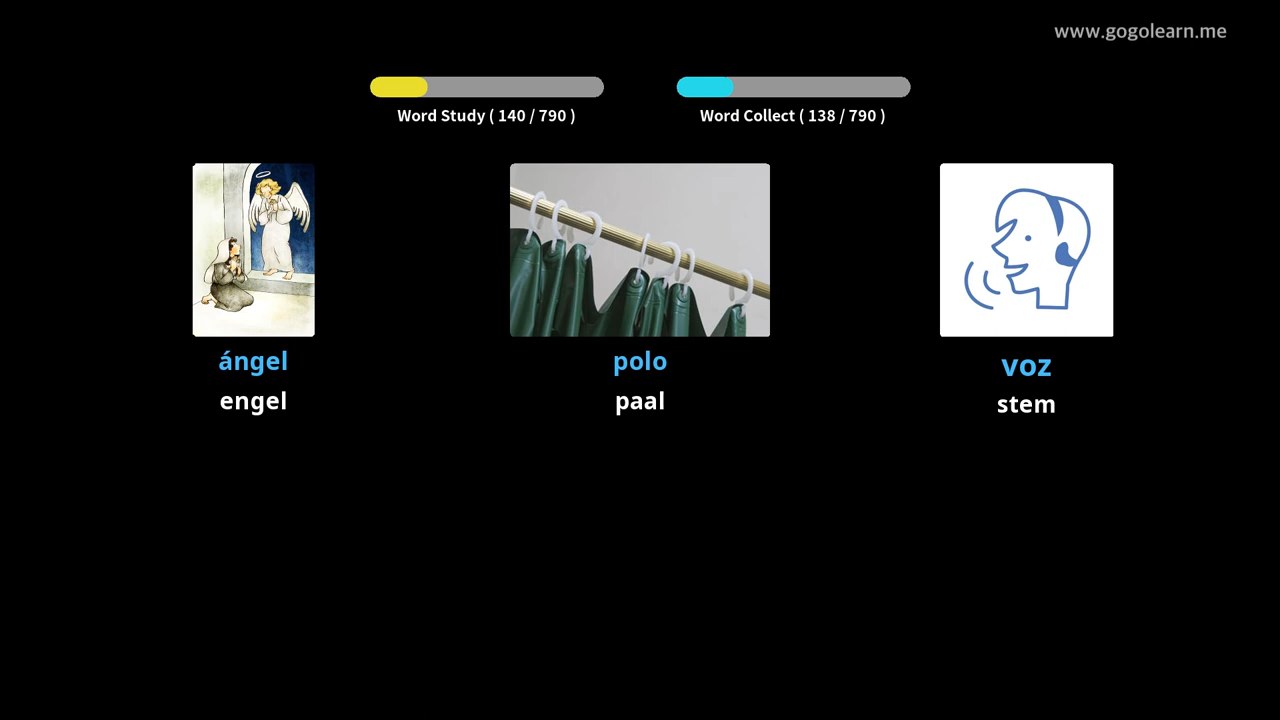 www.gogolearn.me
Word Study ( 140 / 790 )
Word Collect ( 138 / 790 )
ángel
engel
polo
paal
voz
stem